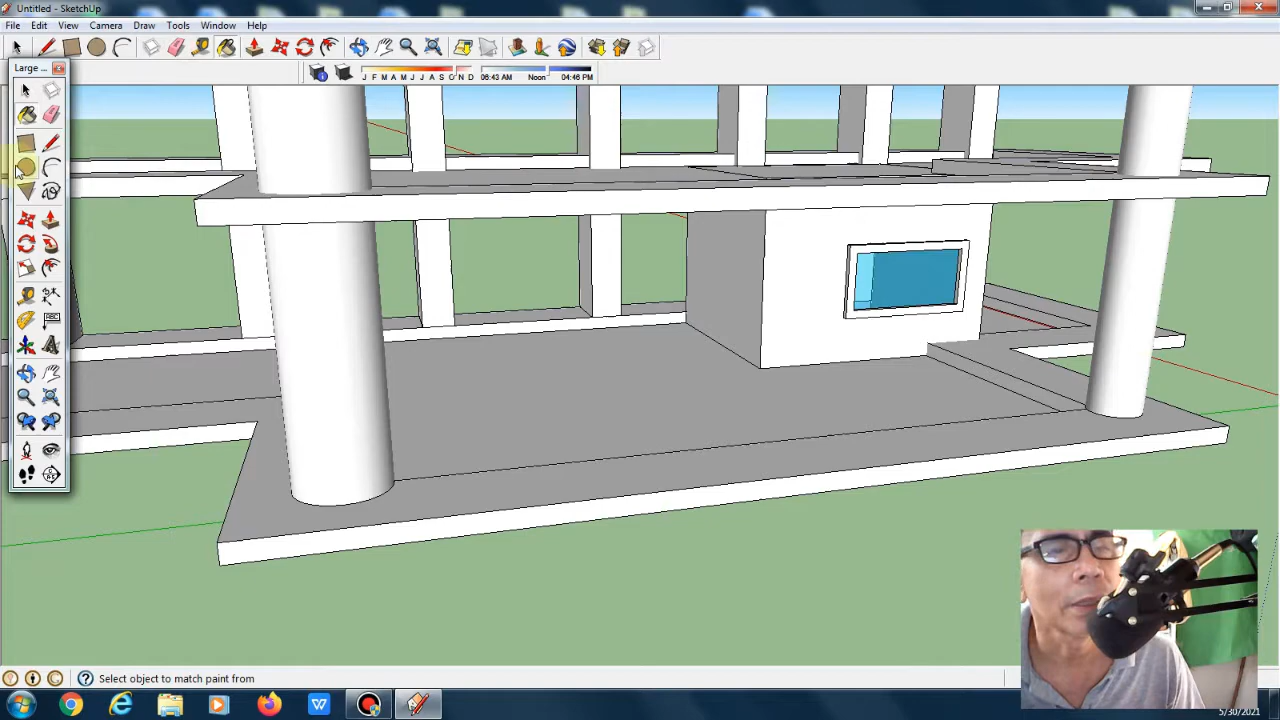 Untitled - SketchUp
File Edit View Camera Draw Tools Window Help
Large ...
J F M A M J J A S O N D
06:43 AM Noon 04:46 PM
ABC
Select object to match paint from
5/30/2021